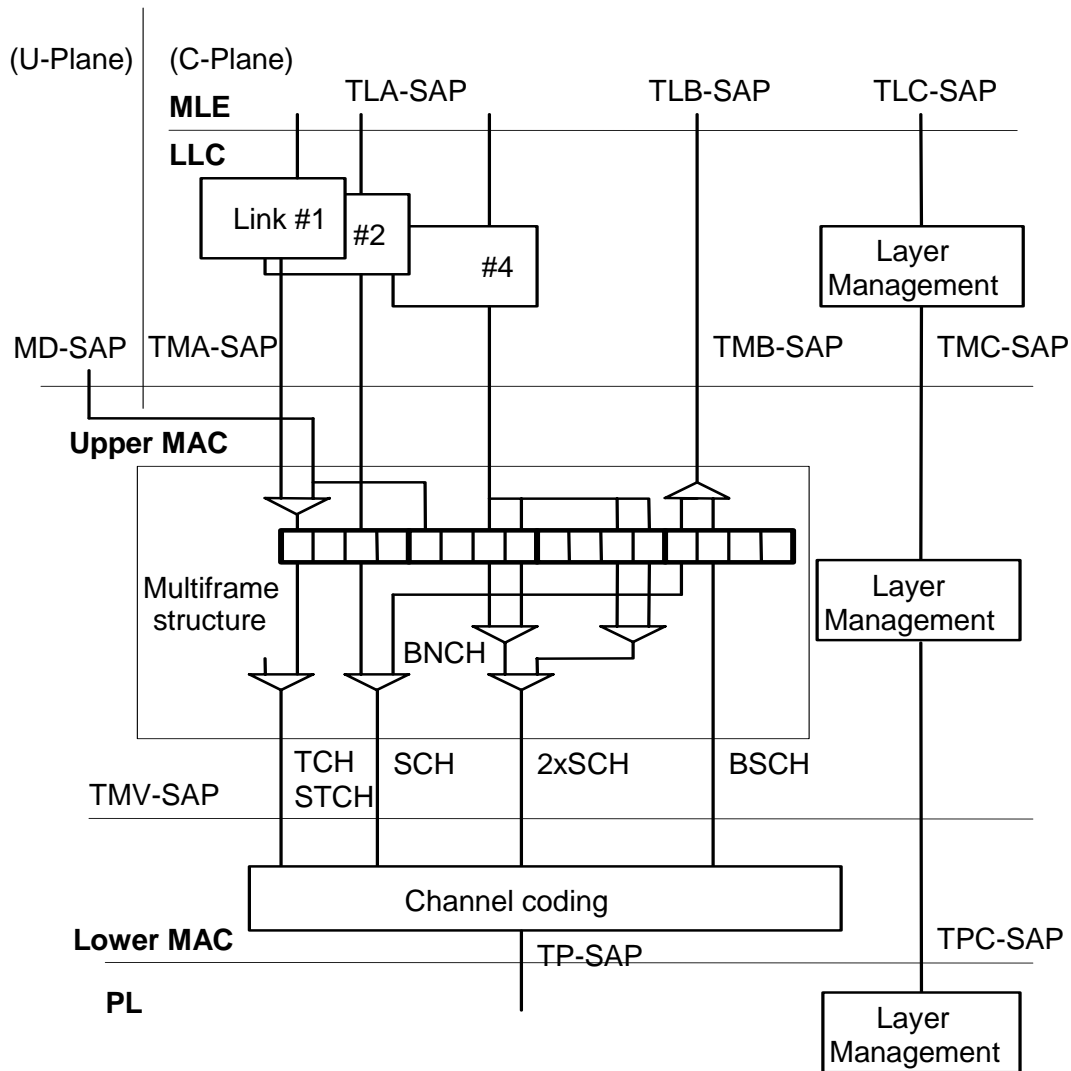 (U-Plane)
(C-Plane)
TLA-SAP
TLB-SAP
TLC-SAP
MLE
LLC
Link #1
#2
#4
Layer
Management
MD-SAP
TMA-SAP
TMB-SAP
TMC-SAP
Upper MAC
Multiframe
structure
Layer
Management
BNCH
TCH
STCH
SCH
2xSCH
BSCH
TMV-SAP
Channel coding
Lower MAC
TP-SAP
TPC-SAP
PL
Layer
Management